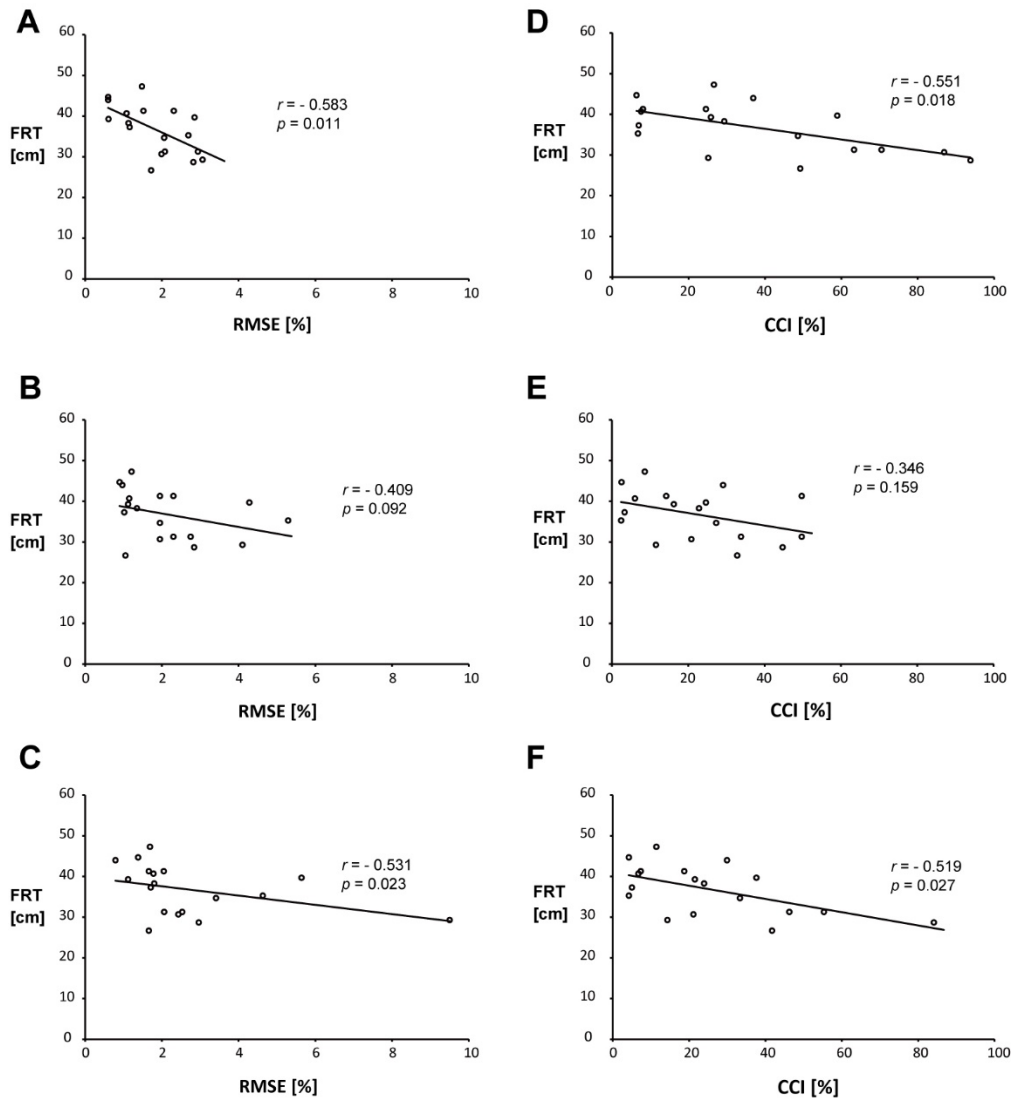 A
60
50
40
30
20
10
0
FRT
[cm]
r = - 0.583
p = 0.011
0 2 4 6 8 10
RMSE [%]
D
60
50
40
30
20
10
0
FRT
[cm]
r = - 0.551
p = 0.018
0 20 40 60 80 100
CCI [%]
B
60
50
40
30
20
10
0
FRT
[cm]
r = - 0.409
p = 0.092
0 2 4 6 8 10
RMSE [%]
E
60
50
40
30
20
10
0
FRT
[cm]
r = - 0.346
p = 0.159
0 20 40 60 80 100
CCI [%]
C
60
50
40
30
20
10
0
FRT
[cm]
r = - 0.531
p = 0.023
0 2 4 6 8 10
RMSE [%]
F
60
50
40
30
20
10
0
FRT
[cm]
r = - 0.519
p = 0.027
0 20 40 60 80 100
CCI [%]